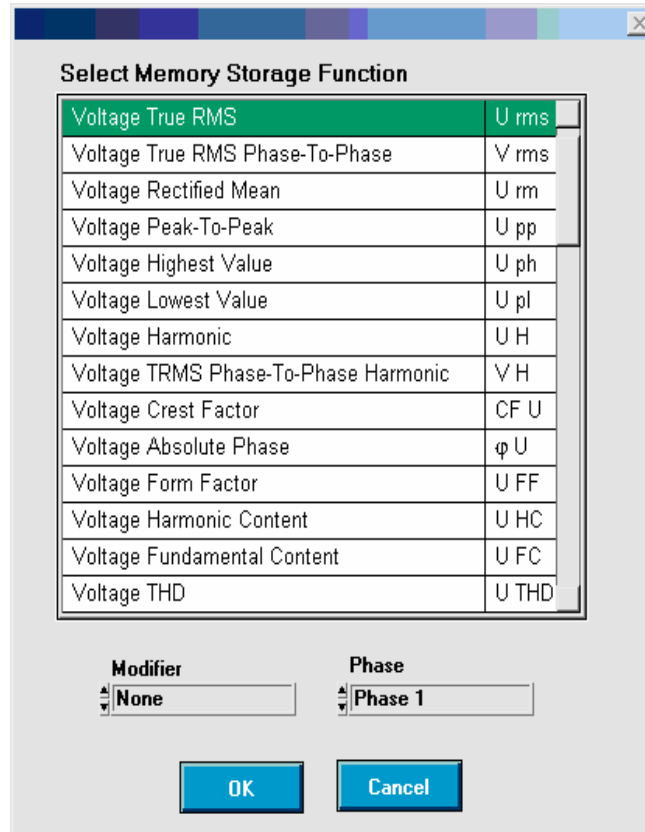 Select Memory Storage Function
Voltage True RMS U rms
Voltage True RMS Phase-To-Phase V rms
Voltage Rectified Mean U rm
Voltage Peak-To-Peak U pp
Voltage Highest Value U ph
Voltage Lowest Value U pl
Voltage Harmonic U H
Voltage TRMS Phase-To-Phase Harmonic V H
Voltage Crest Factor CF U
Voltage Absolute Phase φ U
Voltage Form Factor U FF
Voltage Harmonic Content U HC
Voltage Fundamental Content U FC
Voltage THD U THD
Modifier Phase
None Phase 1
OK Cancel